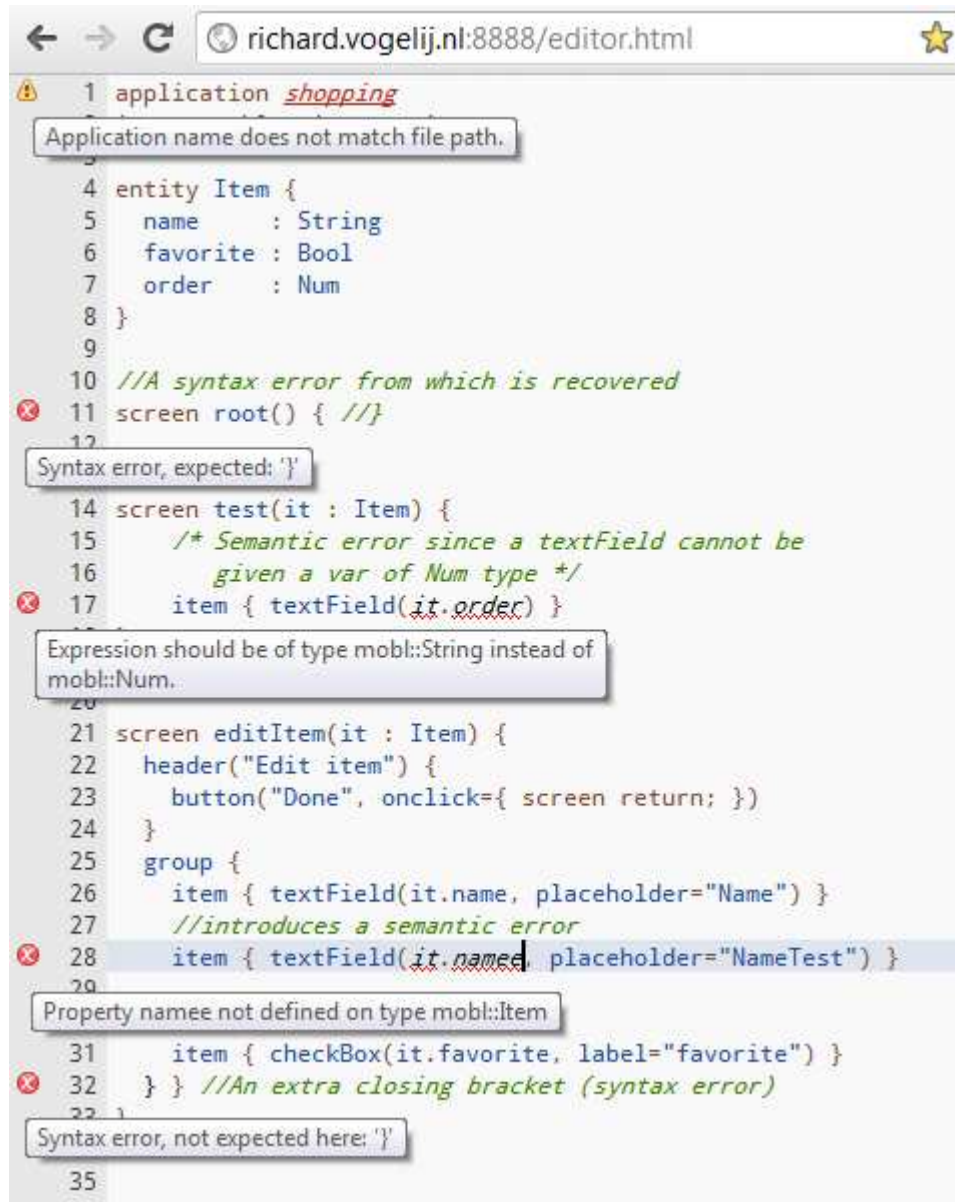 richard.vogelij.nl:8888/editor.html
1 application shopping
Application name does not match file path.
3
4 entity Item {
5   name     : String
6   favorite : Bool
7   order    : Num
8 }
9
10 //A syntax error from which is recovered
11 screen root() { //}
12
Syntax error, expected: '}'
14 screen test(it : Item) {
15     /* Semantic error since a textField cannot be
16        given a var of Num type */
17     item { textField(it.order) }
Expression should be of type mobl::String instead of
mobl::Num.
20
21 screen editItem(it : Item) {
22   header("Edit item") {
23     button("Done", onclick={ screen return; })
24   }
25   group {
26     item { textField(it.name, placeholder="Name") }
27     //introduces a semantic error
28     item { textField(it.namee, placeholder="NameTest") }
29
Property namee not defined on type mobl::Item
31     item { checkBox(it.favorite, label="favorite") }
32   } } //An extra closing bracket (syntax error)
33 }
Syntax error, not expected here: '}'
35